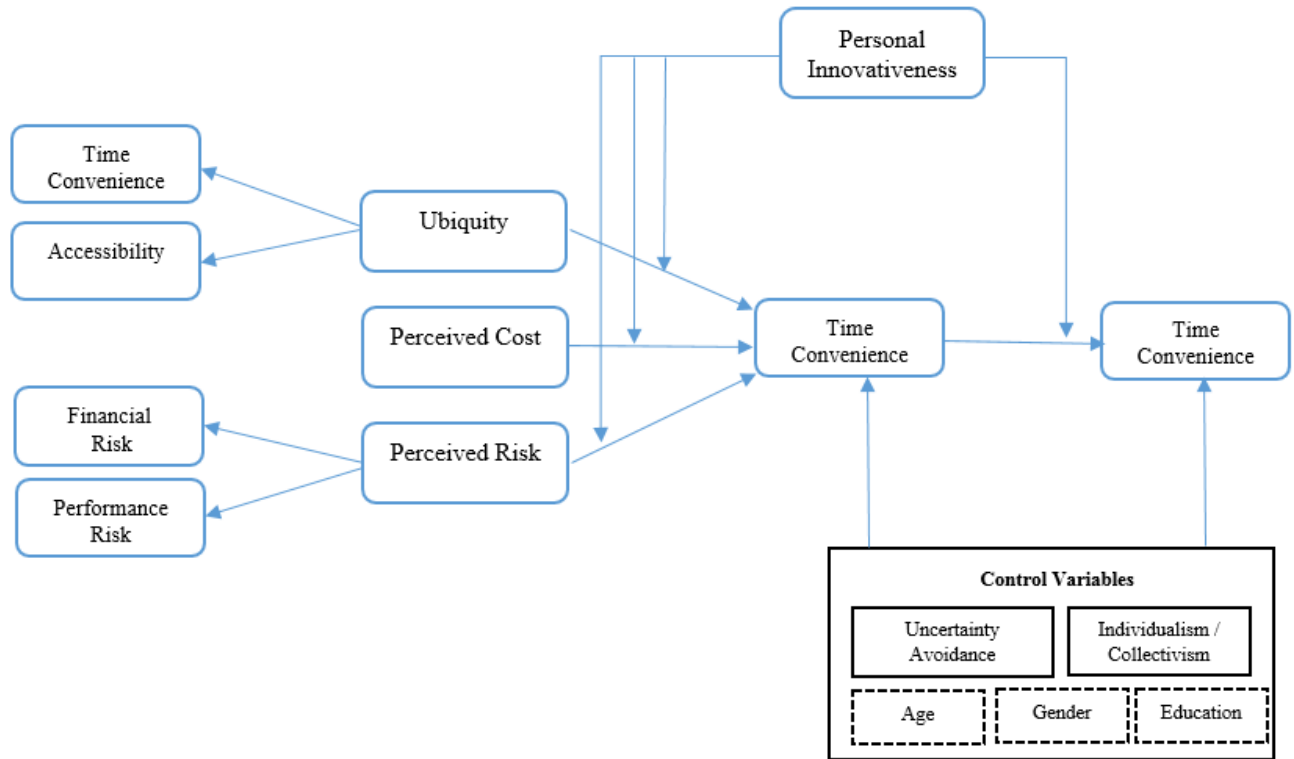 Personal
Innovativeness
Time
Convenience
Ubiquity
Accessibility
Perceived Cost
Time
Convenience
Time
Convenience
Financial
Risk
Perceived Risk
Performance
Risk
Control Variables
Uncertainty
Avoidance
Individualism /
Collectivism
Age
Gender
Education